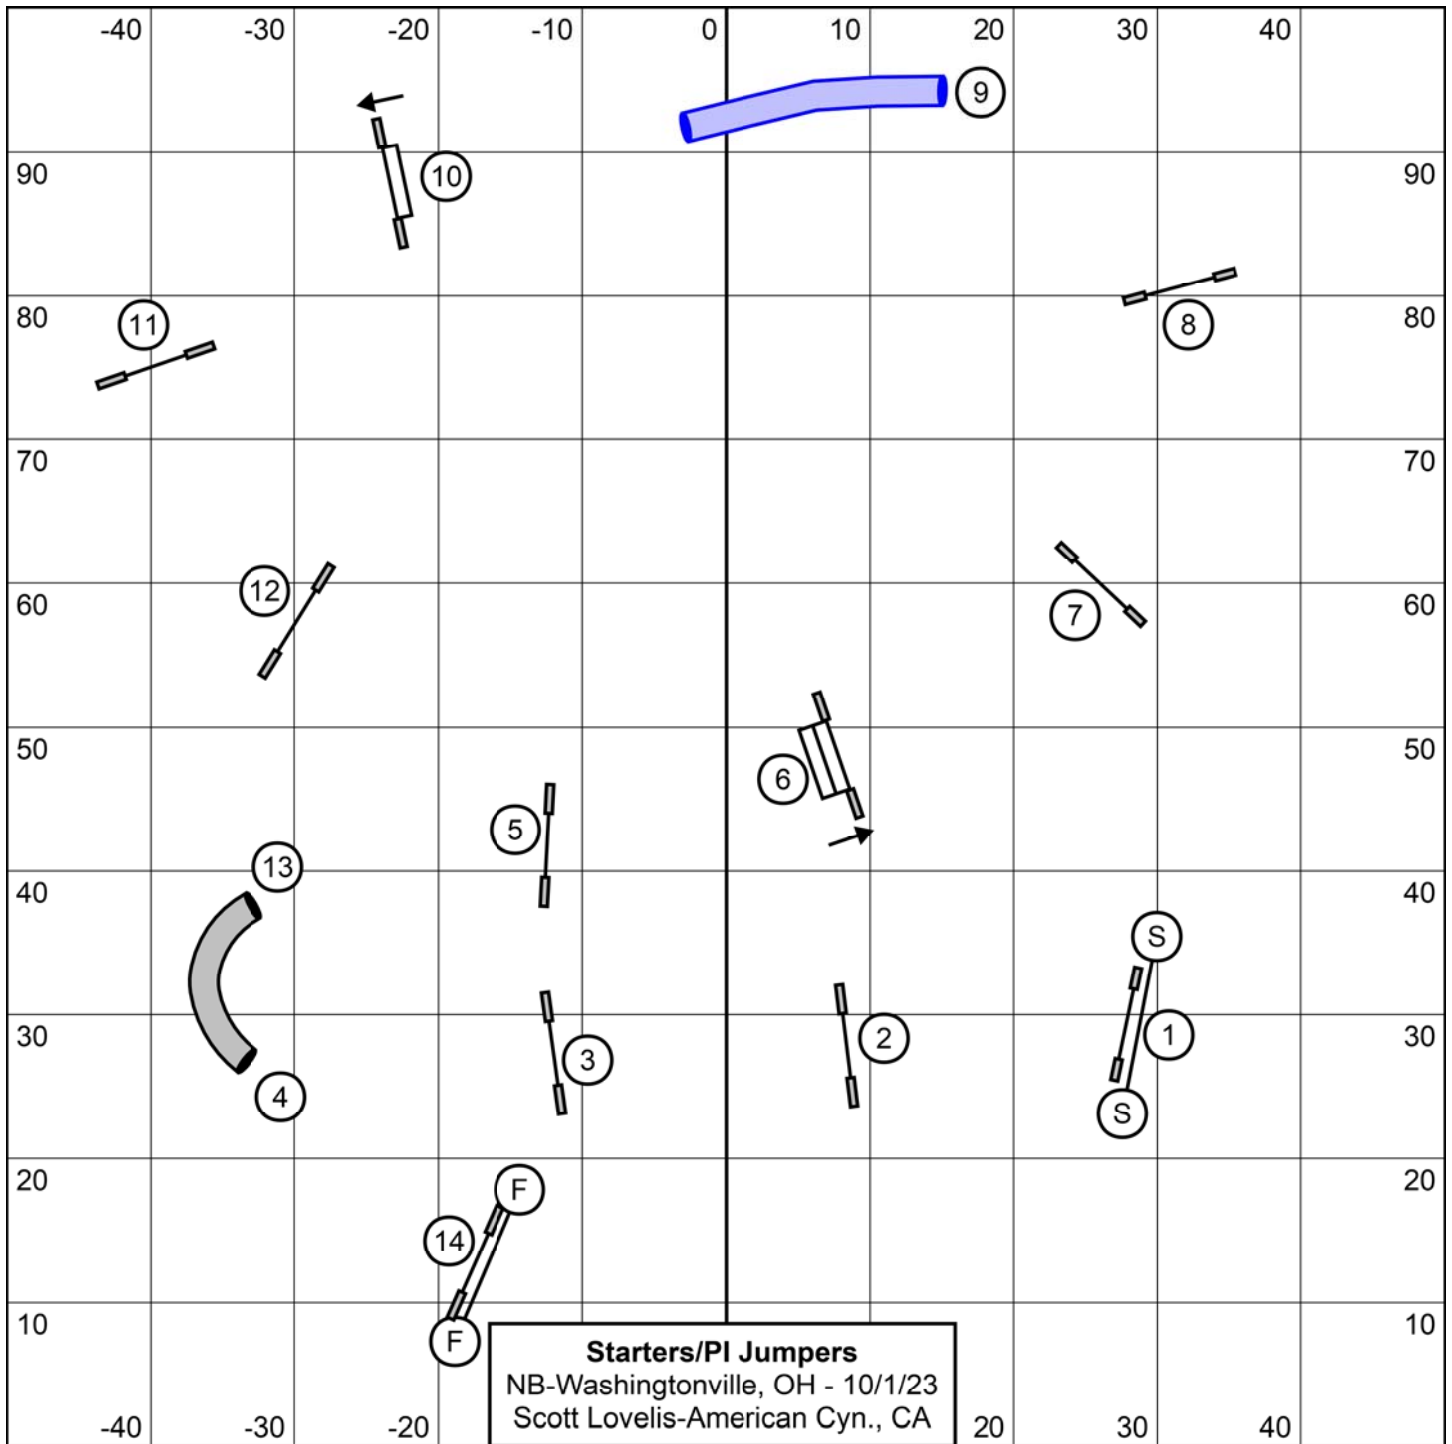 -40 -30 -20 -10 0 10 20 30 40
9
10
90 90
80 80
11
8
70 70
12
60 60
7
50 50
6
5
13
40 40
S
30 30
2
1
3
4
S
20 20
F
14
10 10
F
Starters/PI Jumpers
NB-Washingtonville, OH - 10/1/23
Scott Lovelis-American Cyn., CA
-40 -30 -20 20 30 40